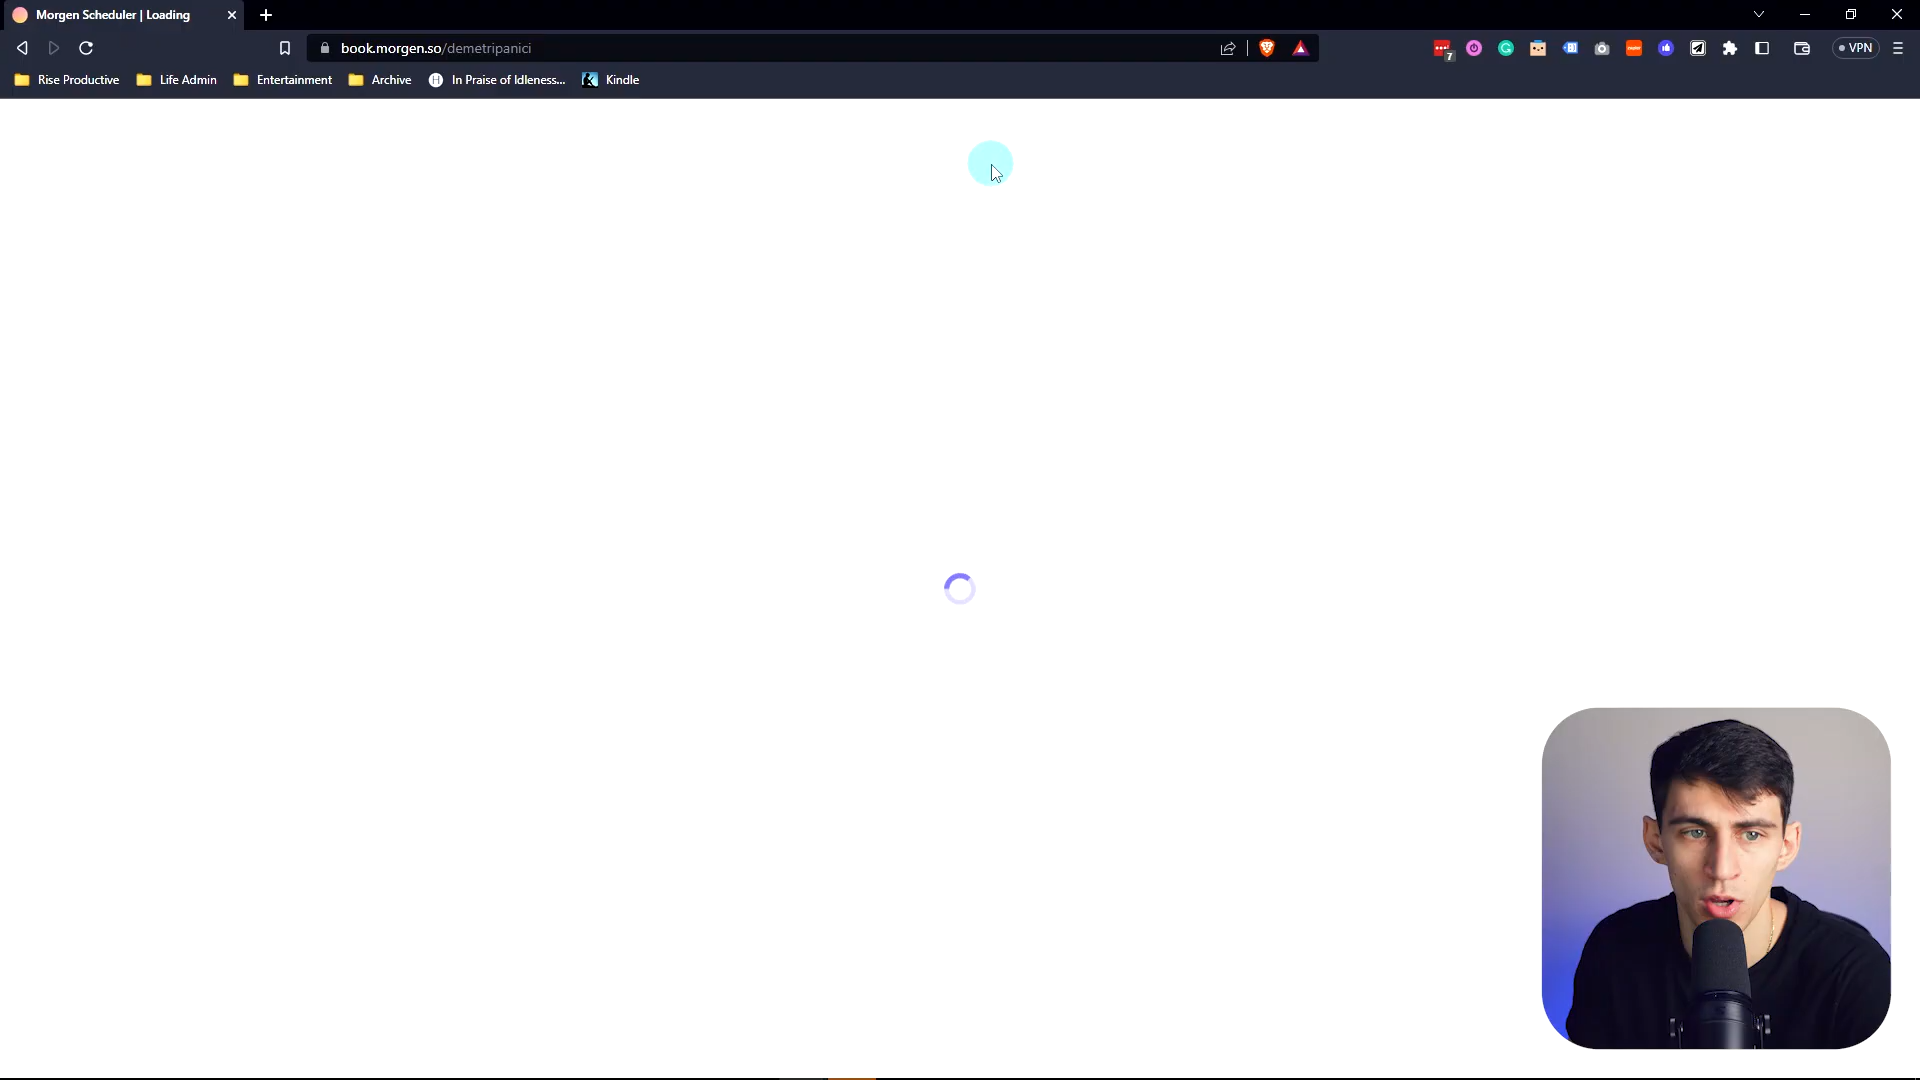 Morgen Scheduler | Loading
book.morgen.so/demetripanici
7
VPN
Rise Productive
Life Admin
Entertainment
Archive
H
In Praise of Idleness...
Kindle